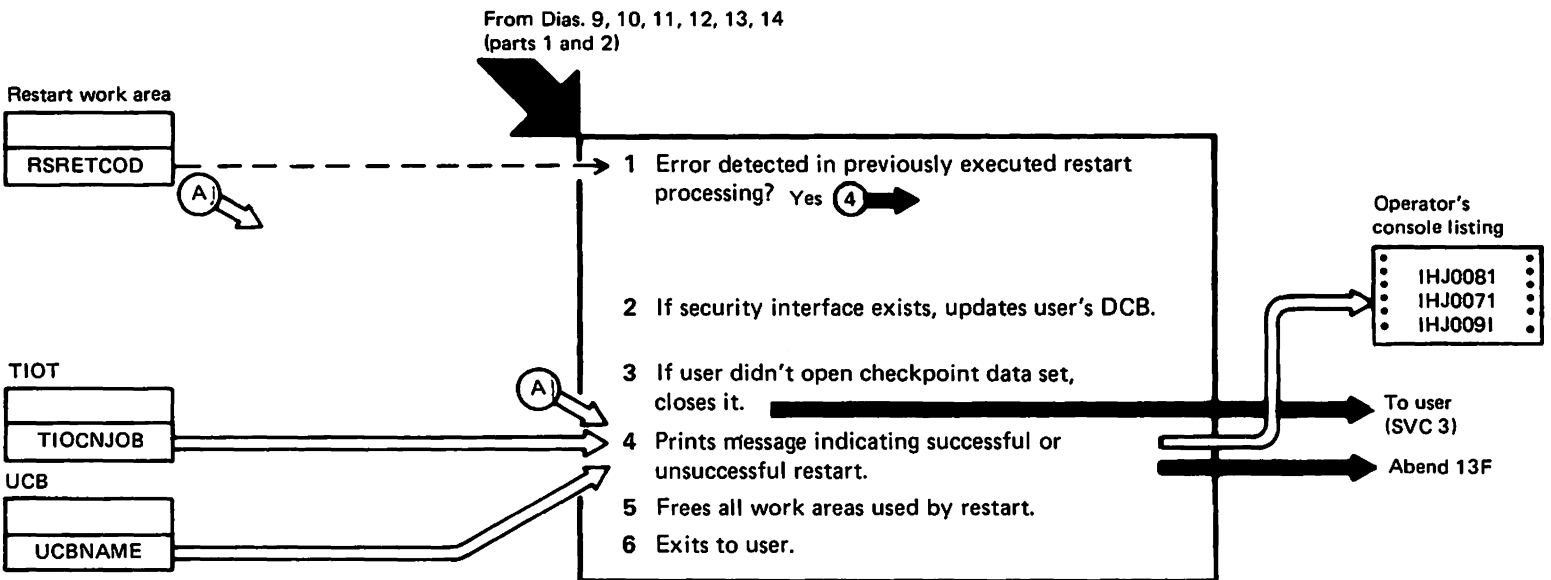 From Dias. 9, 10, 11, 12, 13, 14
(parts 1 and 2)
Restart work area
RSRETCOD
A
1 Error detected in previously executed restart
processing? Yes 4
Operator's
console listing
IHJ0081
IHJ0071
IHJ009I
2 If security interface exists, updates user's DCB.
TIOT
TIOCNJOB
A
3 If user didn't open checkpoint data set,
closes it.
To user
(SVC 3)
4 Prints message indicating successful or
unsuccessful restart.
Abend 13F
UCB
UCBNAME
5 Frees all work areas used by restart.
6 Exits to user.